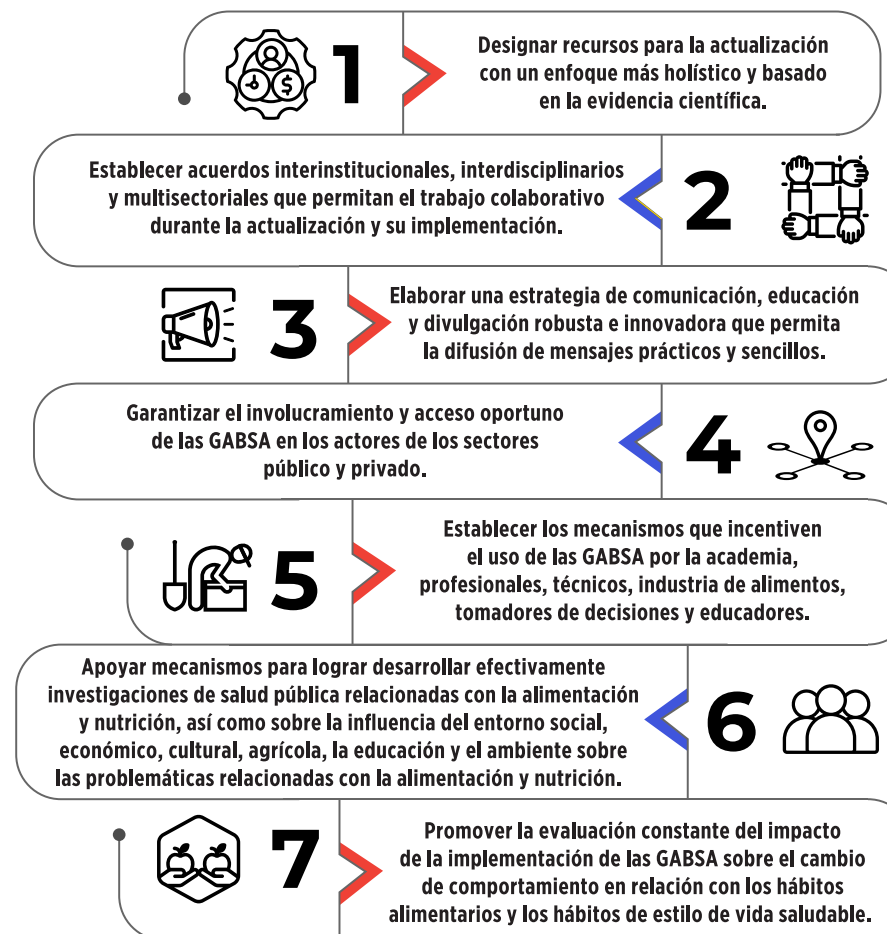 1
Designar recursos para la actualización
con un enfoque más holístico y basado
en la evidencia científica.
Establecer acuerdos interinstitucionales, interdisciplinarios
y multisectoriales que permitan el trabajo colaborativo
durante la actualización y su implementación.
2
3
Elaborar una estrategia de comunicación, educación
y divulgación robusta e innovadora que permita
la difusión de mensajes prácticos y sencillos.
Garantizar el involucramiento y acceso oportuno
de las GABSA en los actores de los sectores
público y privado.
4
5
Establecer los mecanismos que incentiven
el uso de las GABSA por la academia,
profesionales, técnicos, industria de alimentos,
tomadores de decisiones y educadores.
Apoyar mecanismos para lograr desarrollar efectivamente
investigaciones de salud pública relacionadas con la alimentación
y nutrición, así como sobre la influencia del entorno social,
económico, cultural, agrícola, la educación y el ambiente sobre
las problemáticas relacionadas con la alimentación y nutrición.
6
7
Promover la evaluación constante del impacto
de la implementación de las GABSA sobre el cambio
de comportamiento en relación con los hábitos
alimentarios y los hábitos de estilo de vida saludable.